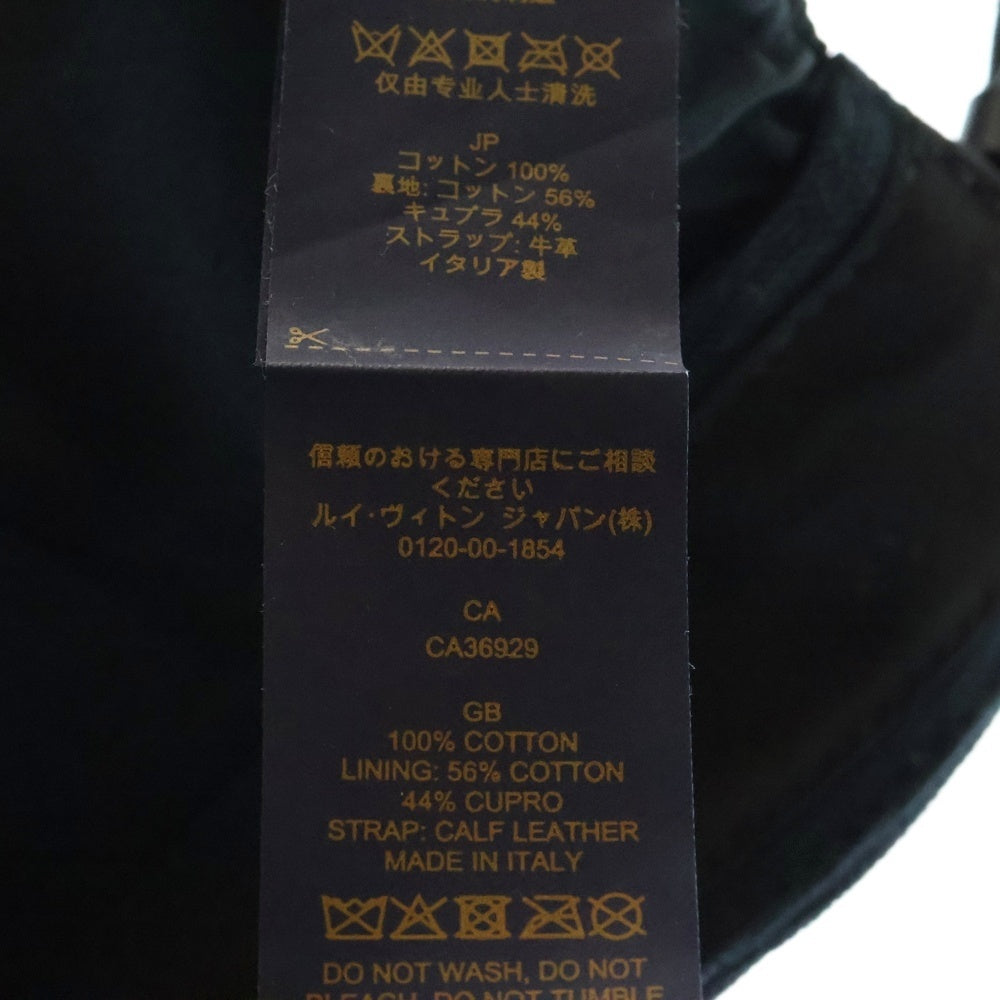 仅由专业人士清洗
JP
コットン 100%
裏地: コットン 56%
キュプラ 44%
ストラップ: 牛革
イタリア製
信頼のおける専門店にご相談
ください
ルイ・ヴィトン ジャパン(株)
0120-00-1854
CA
CA36929
GB
100% COTTON
LINING: 56% COTTON
44% CUPRO
STRAP: CALF LEATHER
MADE IN ITALY
DO NOT WASH, DO NOT
BLEACH, DO NOT TUMBLE